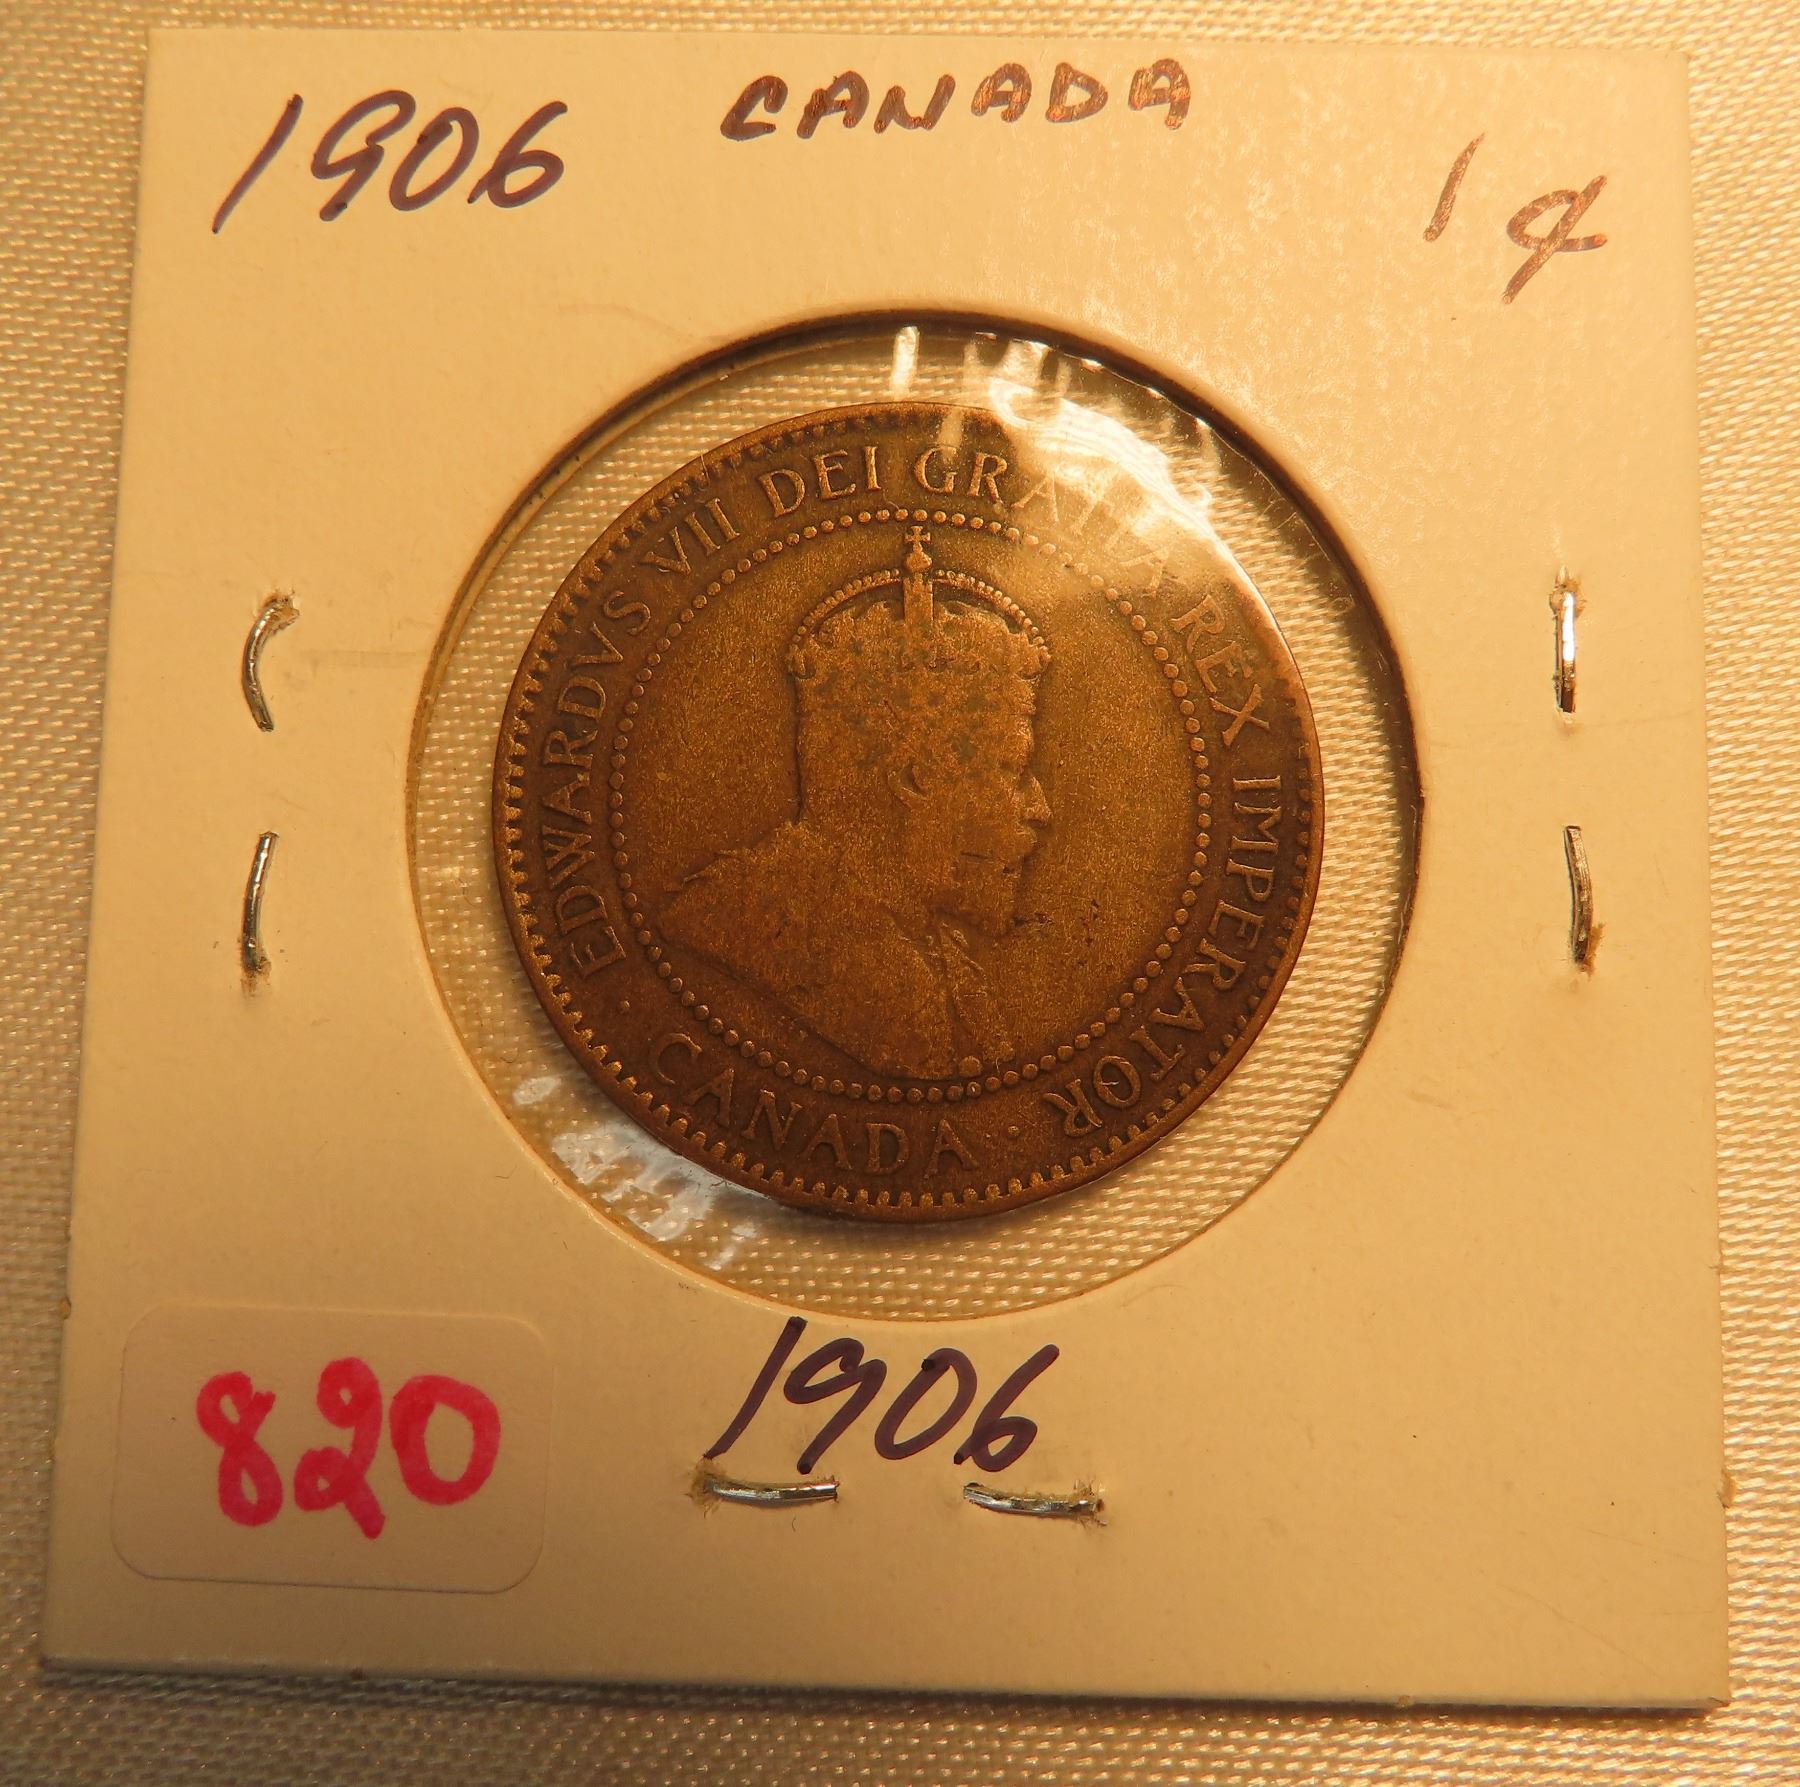 1906 CANADA 1¢
EDWARDVS VII DEI GRATIA REX IMPERATOR
· CANADA ·
1906
820